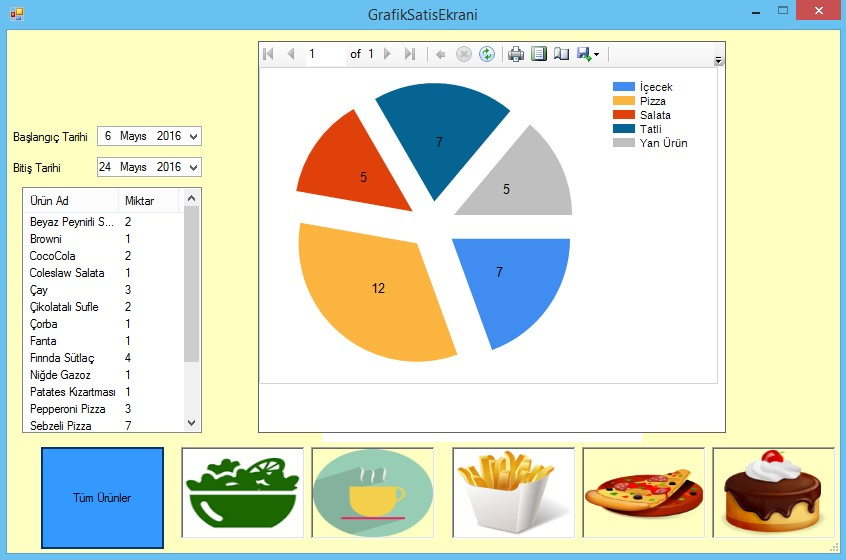 GrafikSatisEkrani
1 of 1
Başlangıç Tarihi 6 Mayıs 2016
Bitiş Tarihi 24 Mayıs 2016
Ürün Ad Miktar
Beyaz Peynirli S... 2
Browni 1
CocoCola 2
Coleslaw Salata 1
Çay 3
Çikolatalı Sufle 2
Çorba 1
Fanta 1
Fırında Sütlaç 4
Niğde Gazoz 1
Patates Kızartması 1
Pepperoni Pizza 3
Sebzeli Pizza 7
7
5
5
12
7
İçecek
Pizza
Salata
Tatli
Yan Ürün
Tüm Ürünler